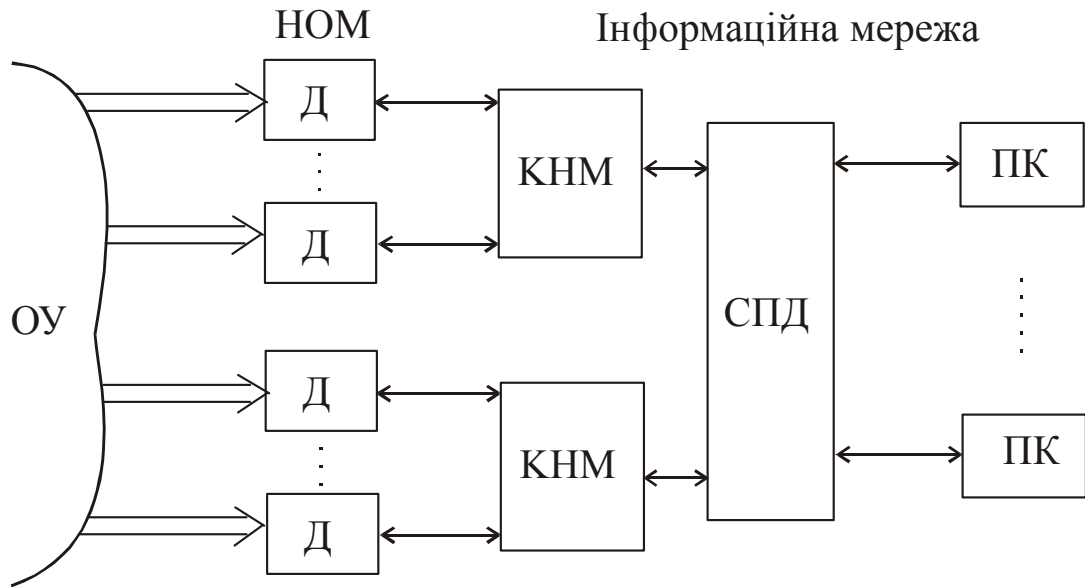 НОМ
Інформаційна мережа
Д
КНМ
ПК
Д
ОУ
СПД
Д
КНМ
ПК
Д